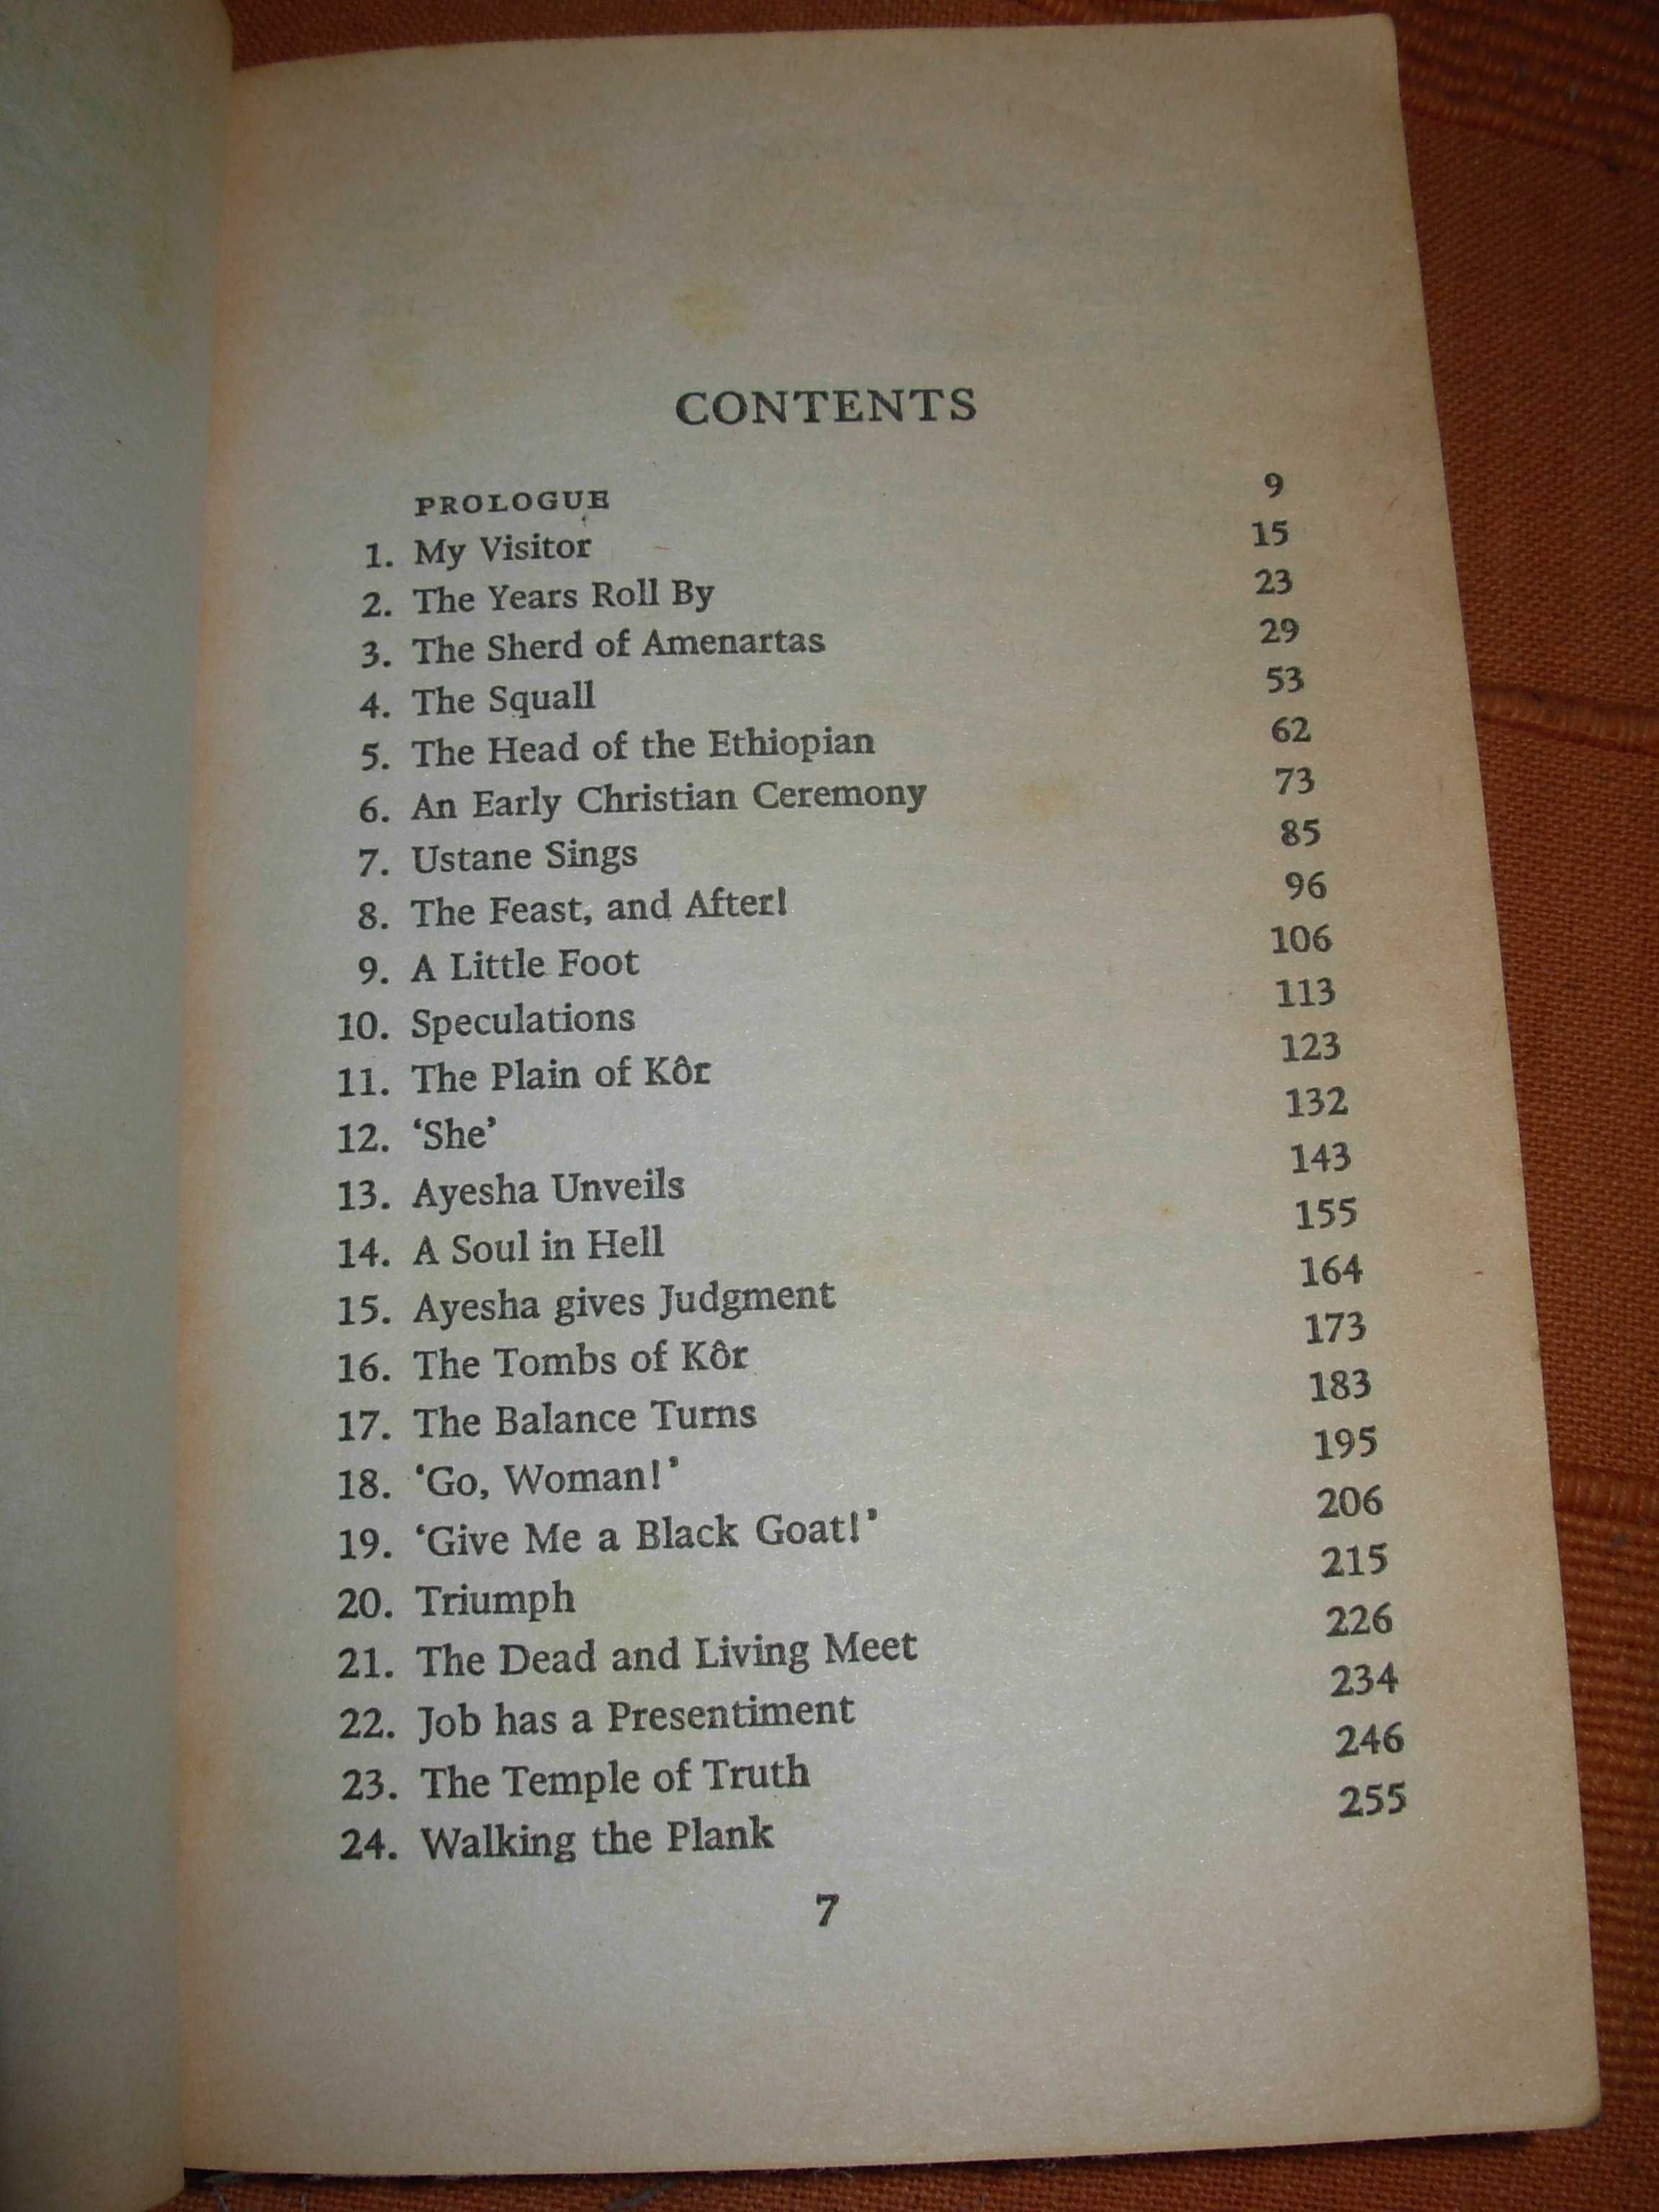 CONTENTS
PROLOGUE 9
1. My Visitor 15
2. The Years Roll By 23
3. The Sherd of Amenartas 29
4. The Squall 53
5. The Head of the Ethiopian 62
6. An Early Christian Ceremony 73
7. Ustane Sings 85
8. The Feast, and After! 96
9. A Little Foot 106
10. Speculations 113
11. The Plain of Kôr 123
12. ‘She’ 132
13. Ayesha Unveils 143
14. A Soul in Hell 155
15. Ayesha gives Judgment 164
16. The Tombs of Kôr 173
17. The Balance Turns 183
18. ‘Go, Woman!’ 195
19. ‘Give Me a Black Goat!’ 206
20. Triumph 215
21. The Dead and Living Meet 226
22. Job has a Presentiment 234
23. The Temple of Truth 246
24. Walking the Plank 255
7